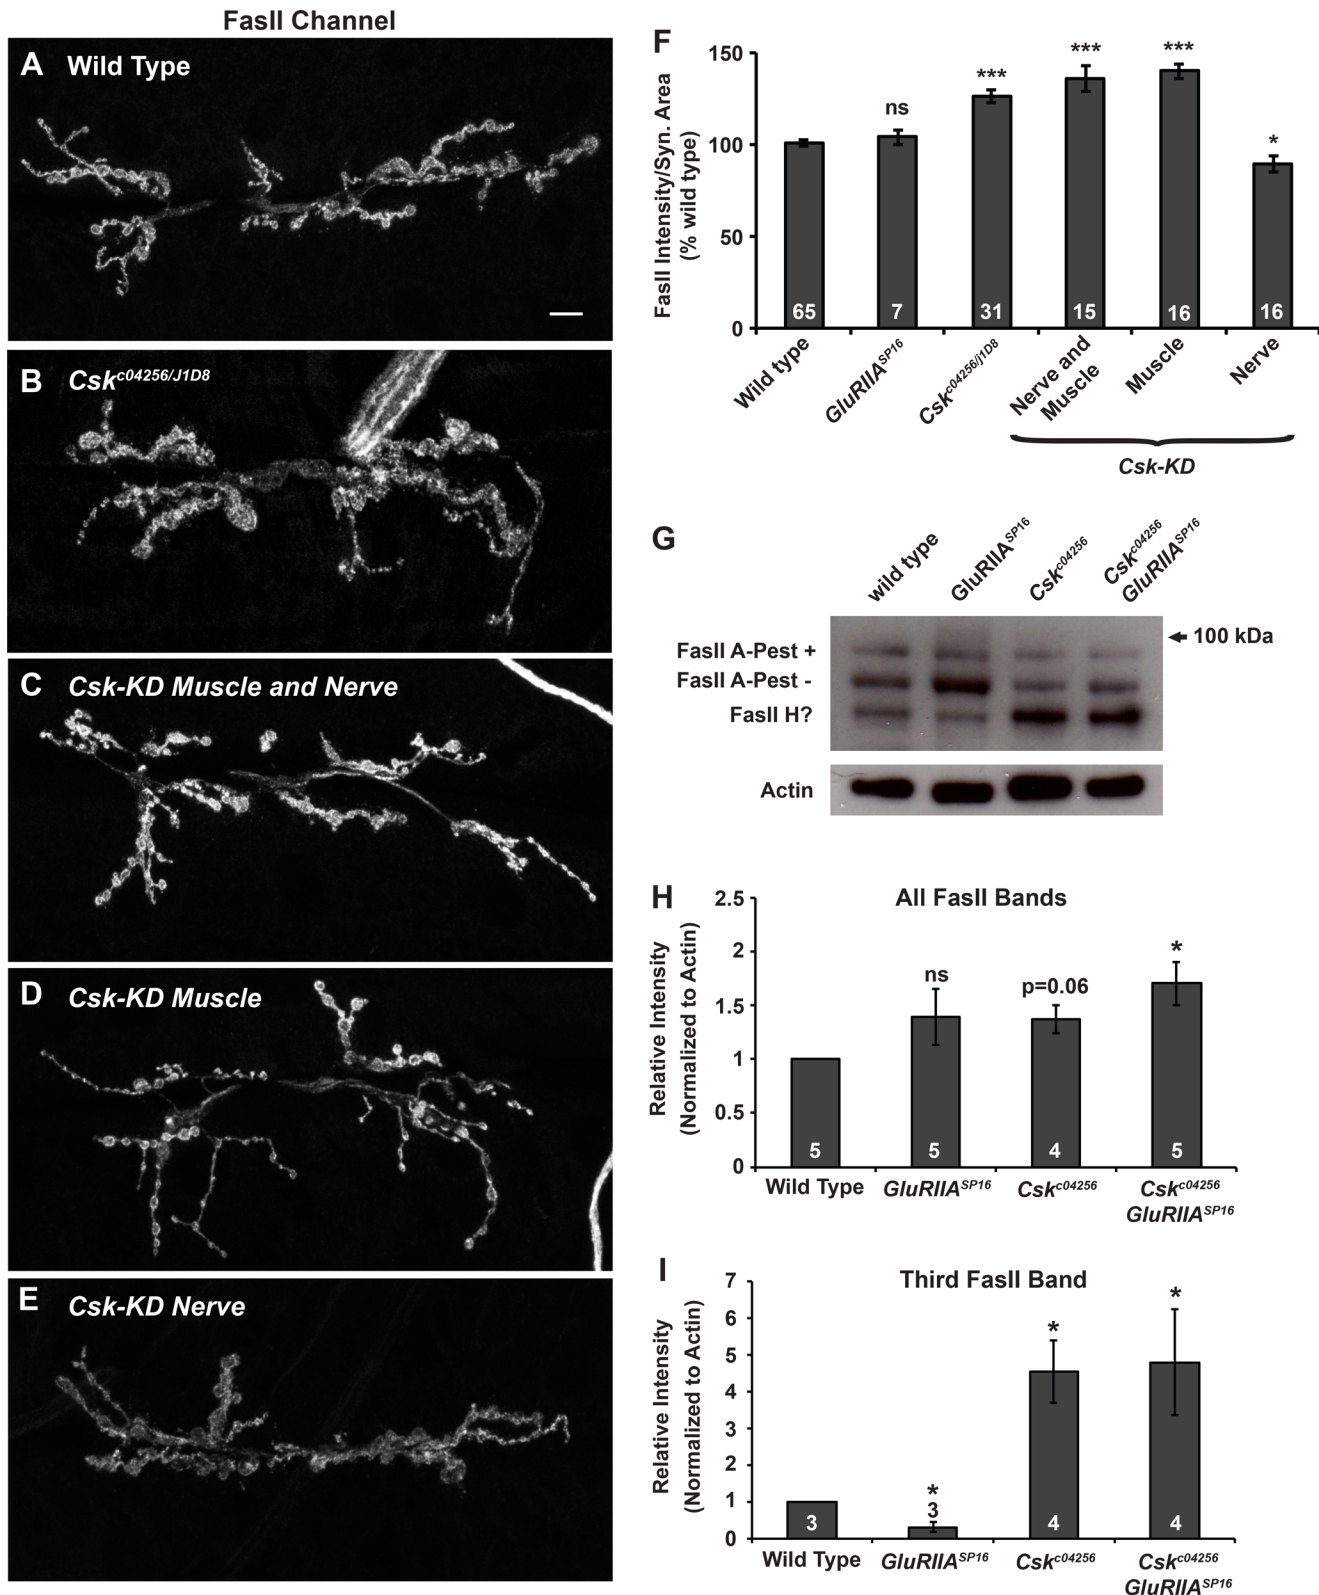 FasII Channel
A Wild Type
B Csk^c04256/J1D8
C Csk-KD Muscle and Nerve
D Csk-KD Muscle
E Csk-KD Nerve
F
FasII Intensity/Syn. Area
(% wild type)
150
100
50
0
ns
***
***
***
*
65 7 31 15 16 16
Wild type
GluRIIA^SP16
Csk^c04256/j1D8
Nerve and
Muscle
Muscle
Nerve
Csk-KD
G
wild type
GluRIIA^SP16
Csk^c04256
Csk^c04256
GluRIIA^SP16
100 kDa
FasII A-Pest +
FasII A-Pest -
FasII H?
Actin
H
All FasII Bands
Relative Intensity
(Normalized to Actin)
2.5
2
1.5
1
0.5
0
ns
p=0.06
*
5 5 4 5
Wild Type
GluRIIA^SP16
Csk^c04256
Csk^c04256
GluRIIA^SP16
I
Third FasII Band
Relative Intensity
(Normalized to Actin)
7
6
5
4
3
2
1
0
*
*
*
3 3 4 4
Wild Type
GluRIIA^SP16
Csk^c04256
Csk^c04256
GluRIIA^SP16